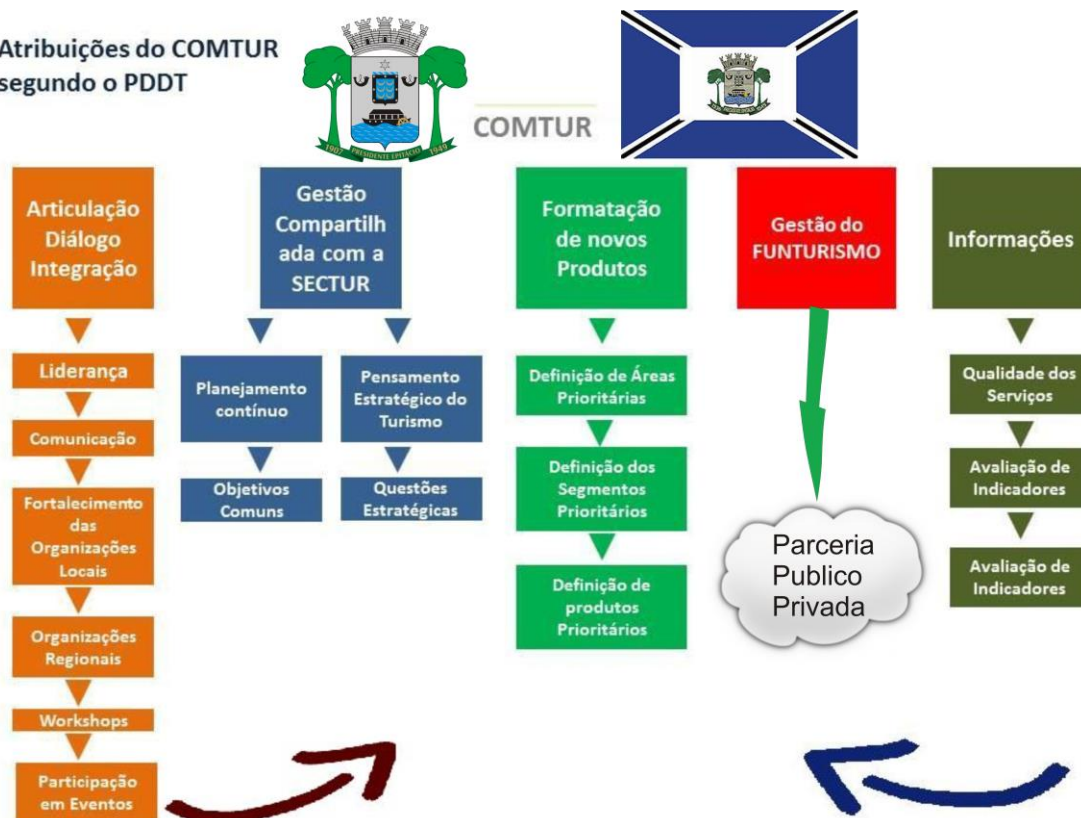 Atribuições do COMTUR
segundo o PDDT
1907 PRESIDENTE EPITÁCIO 1949
COMTUR
Articulação
Diálogo
Integração
Liderança
Comunicação
Fortalecimento
das
Organizações
Locais
Organizações
Regionais
Workshops
Participação
em Eventos
Gestão
Compartilh
ada com a
SECTUR
Planejamento
contínuo
Objetivos
Comuns
Pensamento
Estratégico do
Turismo
Questões
Estratégicas
Formatação
de novos
Produtos
Definição de Áreas
Prioritárias
Definição dos
Segmentos
Prioritários
Definição de
produtos
Prioritários
Gestão do
FUNTURISMO
Parceria
Publico
Privada
Informações
Qualidade dos
Serviços
Avaliação de
Indicadores
Avaliação de
Indicadores